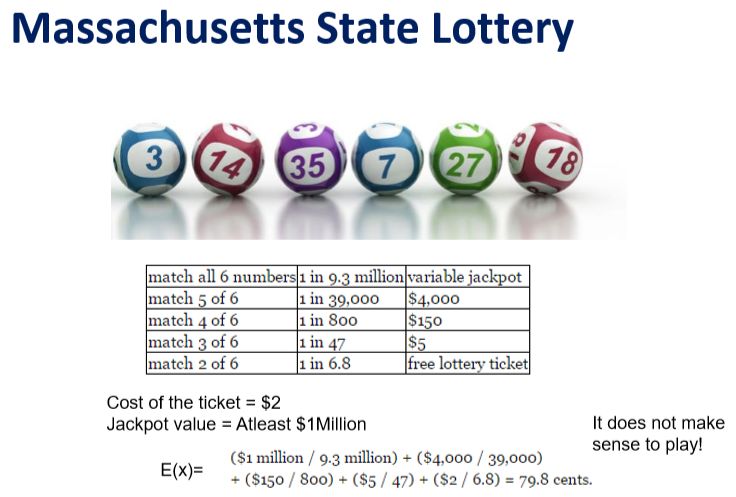 Massachusetts State Lottery
3 14 35 7 27 18
match all 6 numbers 1 in 9.3 million variable jackpot
match 5 of 6 1 in 39,000 $4,000
match 4 of 6 1 in 800 $150
match 3 of 6 1 in 47 $5
match 2 of 6 1 in 6.8 free lottery ticket
Cost of the ticket = $2
Jackpot value = Atleast $1Million
It does not make
sense to play!
E(x)=
($1 million / 9.3 million) + ($4,000 / 39,000)
+ ($150 / 800) + ($5 / 47) + ($2 / 6.8) = 79.8 cents.